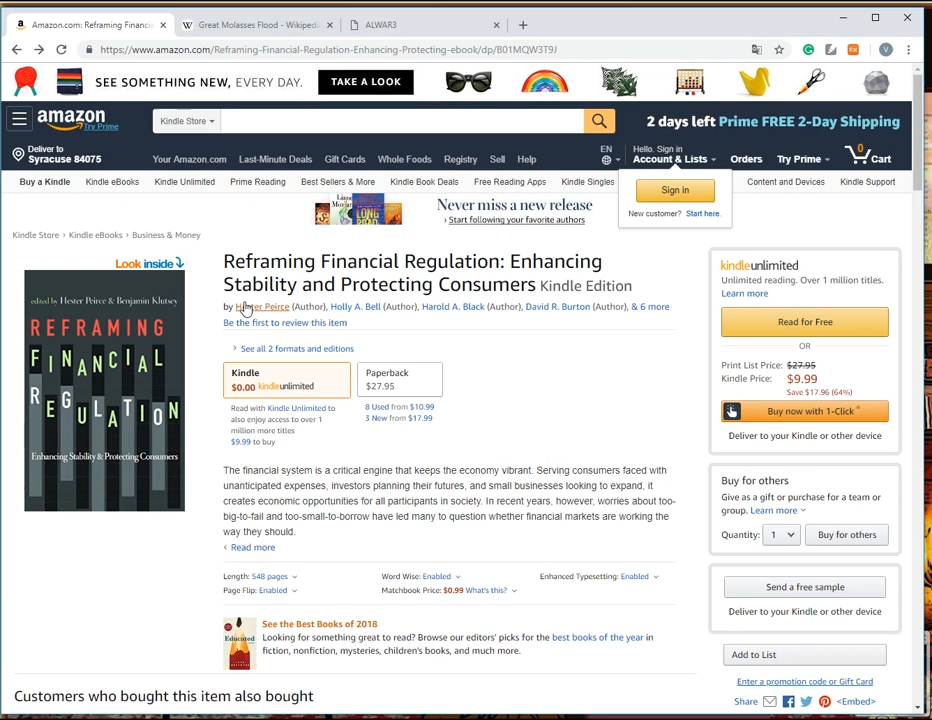 Amazon.com: Reframing Financi
Great Molasses Flood - Wikiped
ALWAR3
https://www.amazon.com/Reframing-Financial-Regulation-Enhancing-Protecting-ebook/dp/B01MQW3T9J
SEE SOMETHING NEW, EVERY DAY.
TAKE A LOOK
amazon
Try Prime
Kindle Store
2 days left Prime FREE 2-Day Shipping
Deliver to
Syracuse 84075
Your Amazon.com Last-Minute Deals Gift Cards Whole Foods Registry Sell Help
EN
Hello. Sign in
Account & Lists
Orders
Try Prime
0
Cart
Buy a Kindle Kindle eBooks Kindle Unlimited Prime Reading Best Sellers & More Kindle Book Deals Free Reading Apps Kindle Singles Content and Devices Kindle Support
Sign in
New customer? Start here.
Never miss a new release
› Start following your favorite authors
Kindle Store › Kindle eBooks › Business & Money
Look inside
edited by Hester Peirce & Benjamin Klutsey
REFRAMING
FINANCIAL
REGULATION
Enhancing Stability & Protecting Consumers
Reframing Financial Regulation: Enhancing
Stability and Protecting Consumers Kindle Edition
by Hester Peirce (Author), Holly A. Bell (Author), Harold A. Black (Author), David R. Burton (Author), & 6 more
Be the first to review this item
› See all 2 formats and editions
Kindle
$0.00 kindleunlimited
Paperback
$27.95
Read with Kindle Unlimited to
also enjoy access to over 1
million more titles
$9.99 to buy
8 Used from $10.99
3 New from $17.99
The financial system is a critical engine that keeps the economy vibrant. Serving consumers faced with
unanticipated expenses, investors planning their futures, and small businesses looking to expand, it
creates economic opportunities for all participants in society. In recent years, however, worries about too-
big-to-fail and too-small-to-borrow have led many to question whether financial markets are working the
way they should.
‹ Read more
Length: 548 pages
Word Wise: Enabled
Enhanced Typesetting: Enabled
Page Flip: Enabled
Matchbook Price: $0.99 What's this?
Educated
See the Best Books of 2018
Looking for something great to read? Browse our editors' picks for the best books of the year in
fiction, nonfiction, mysteries, children's books, and much more.
Customers who bought this item also bought
kindleunlimited
Unlimited reading. Over 1 million titles.
Learn more
Read for Free
OR
Print List Price: $27.95
Kindle Price: $9.99
Save $17.96 (64%)
Buy now with 1-Click ®
Deliver to your Kindle or other device
Buy for others
Give as a gift or purchase for a team or
group. Learn more
Quantity: 1
Buy for others
Send a free sample
Deliver to your Kindle or other device
Add to List
Enter a promotion code or Gift Card
Share <Embed>